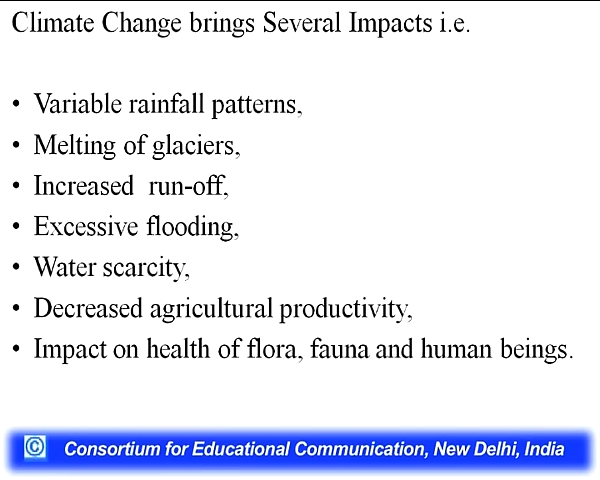 Climate Change brings Several Impacts i.e.
• Variable rainfall patterns,
• Melting of glaciers,
• Increased run-off,
• Excessive flooding,
• Water scarcity,
• Decreased agricultural productivity,
• Impact on health of flora, fauna and human beings.
© Consortium for Educational Communication, New Delhi, India